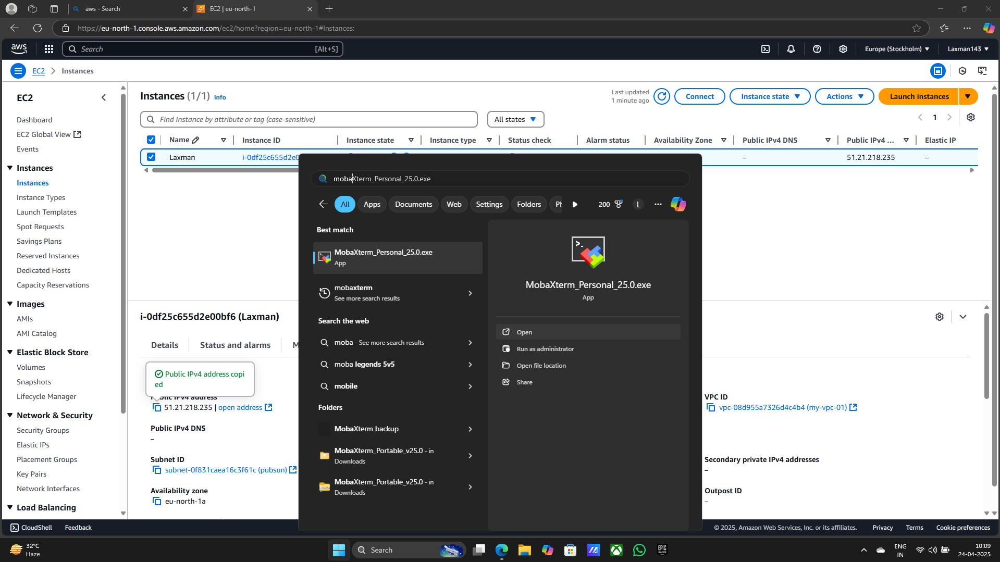 aws - Search
EC2 | eu-north-1
https://eu-north-1.console.aws.amazon.com/ec2/home?region=eu-north-1#Instances:
aws
Search
[Alt+S]
Europe (Stockholm)
Laxman143
EC2
Instances
EC2
Dashboard
EC2 Global View
Events
Instances
Instances
Instance Types
Launch Templates
Spot Requests
Savings Plans
Reserved Instances
Dedicated Hosts
Capacity Reservations
Images
AMIs
AMI Catalog
Elastic Block Store
Volumes
Snapshots
Lifecycle Manager
Network & Security
Security Groups
Elastic IPs
Placement Groups
Key Pairs
Network Interfaces
Load Balancing
Instances (1/1) Info
Last updated
1 minute ago
Connect
Instance state
Actions
Launch instances
Find Instance by attribute or tag (case-sensitive)
All states
1
Name
Instance ID
Instance state
Instance type
Status check
Alarm status
Availability Zone
Public IPv4 DNS
Public IPv4 ...
Elastic IP
Laxman
i-0df25c655d2e0
–
51.21.218.235
–
i-0df25c655d2e00bf6 (Laxman)
Details
Status and alarms
M
Public IPv4 address copi
ed
Public IPv4 address
51.21.218.235 | open address
Public IPv4 DNS
–
Subnet ID
subnet-0f831caea16c3f61c (pubsun)
Availability zone
eu-north-1a
VPC ID
vpc-08d955a7326d4c4b4 (my-vpc-01)
Secondary private IPv4 addresses
–
Outpost ID
–
mobaXterm_Personal_25.0.exe
All
Apps
Documents
Web
Settings
Folders
Ph
200
L
Best match
MobaXterm_Personal_25.0.exe
App
mobaxterm
See more search results
Search the web
moba - See more search results
moba legends 5v5
mobile
Folders
MobaXterm backup
MobaXterm_Portable_v25.0 - in
Downloads
MobaXterm_Portable_v25.0 - in
Downloads
MobaXterm_Personal_25.0.exe
App
Open
Run as administrator
Open file location
Share
CloudShell
Feedback
© 2025, Amazon Web Services, Inc. or its affiliates.
Privacy
Terms
Cookie preferences
32°C
Haze
Search
EPIC
GAMES
ENG
IN
10:09
24-04-2025